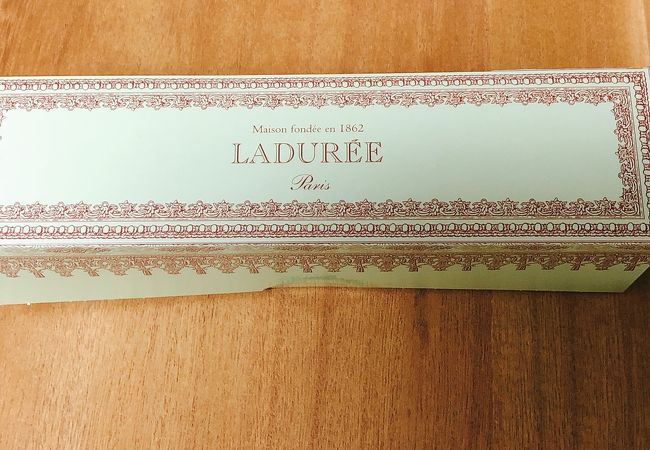 Maison fondée en 1862
LADURÉE
Paris